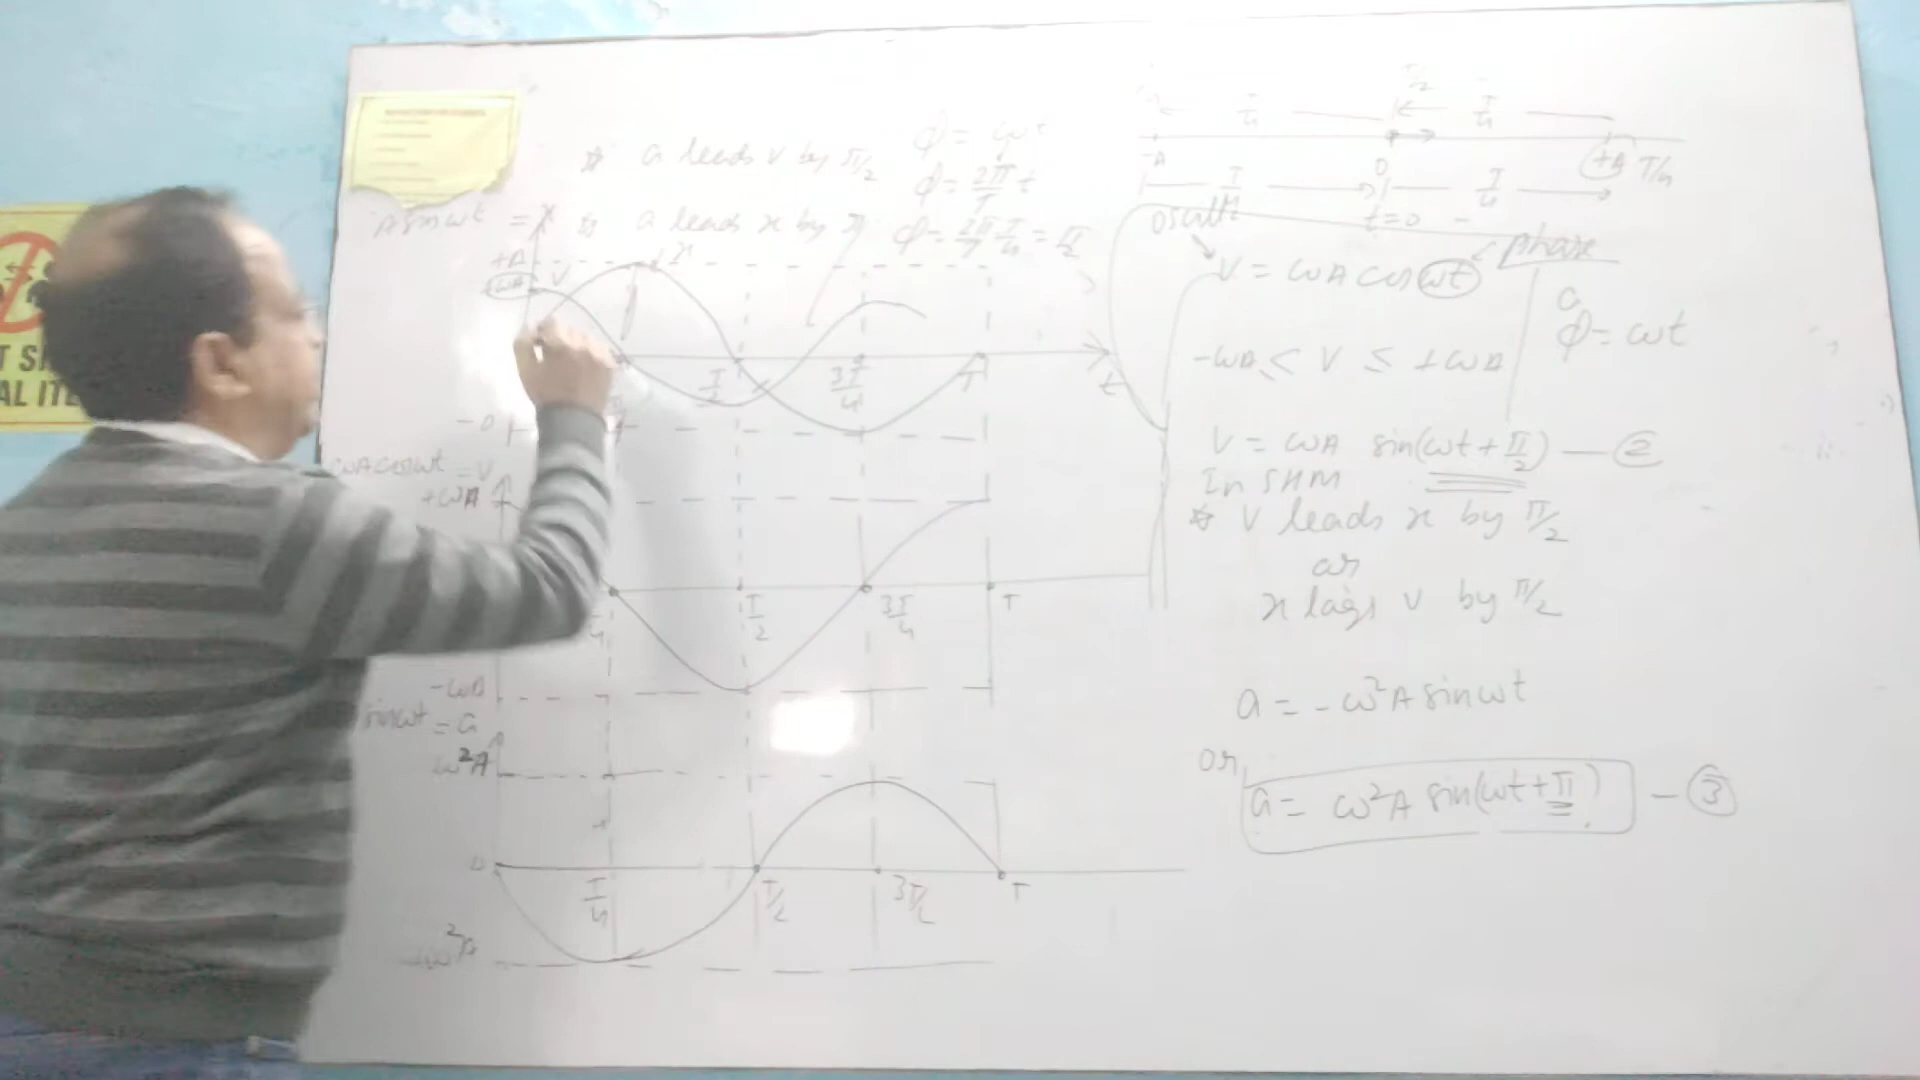 ☆ a leads v by π/2
φ = ωt
φ = 2π/T t
A sin ωt = x
☆ a leads x by π
φ = 2π/T T/4 = π/2
+A
x
+ωA
v
T/2
3T/4
T
t
ωA cos ωt = v
+ωA
T/2
3T/4
T
-ωA
sin ωt = a
ω²A
0
T/4
T/2
3T/2
T
T/2
T/4
T/4
-A
0
+A
T/4
T/4
T/4
t=0
v = ωA cos ωt
phase
φ = ωt
-ωA ≤ v ≤ +ωA
v = ωA sin(ωt + π/2) — ②
In SHM
☆ v leads x by π/2
or
x lags v by π/2
a = -ω²A sin ωt
or
a = ω²A sin(ωt + π) — ③